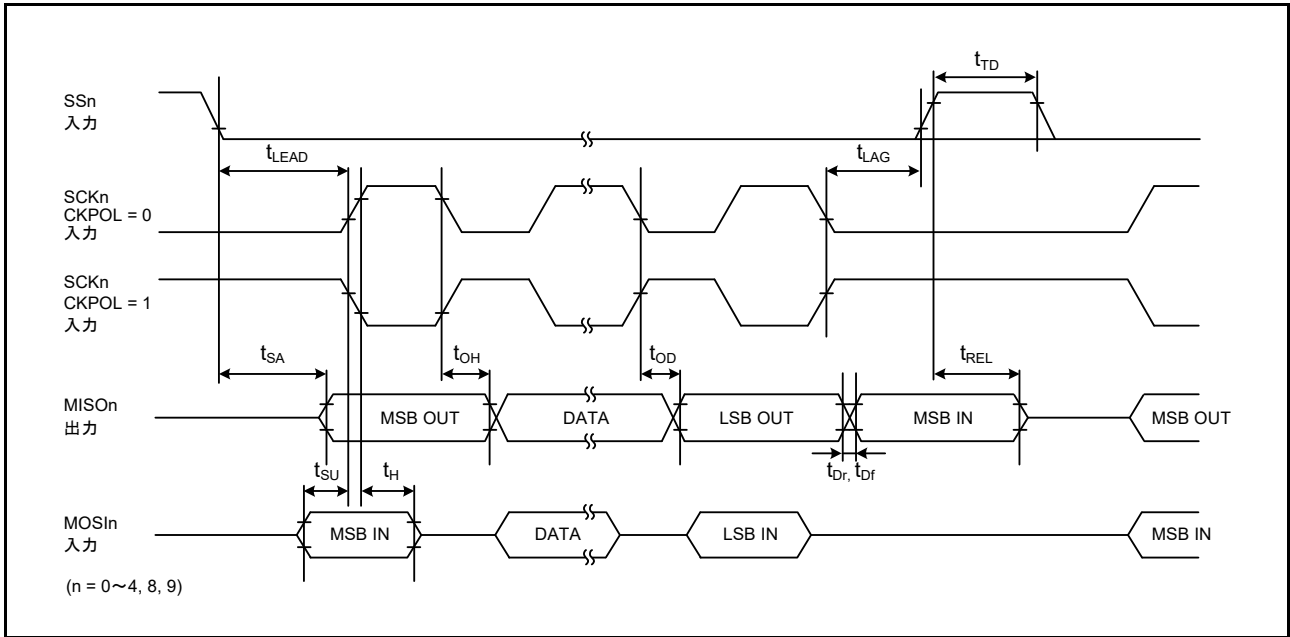 tTD
SSn
入力
tLEAD
tLAG
SCKn
CKPOL = 0
入力
SCKn
CKPOL = 1
入力
tSA
tOH
tOD
tREL
MISOn
出力
MSB OUT
DATA
LSB OUT
MSB IN
MSB OUT
tSU
tH
tDr, tDf
MOSIn
入力
MSB IN
DATA
LSB IN
MSB IN
(n = 0～4, 8, 9)